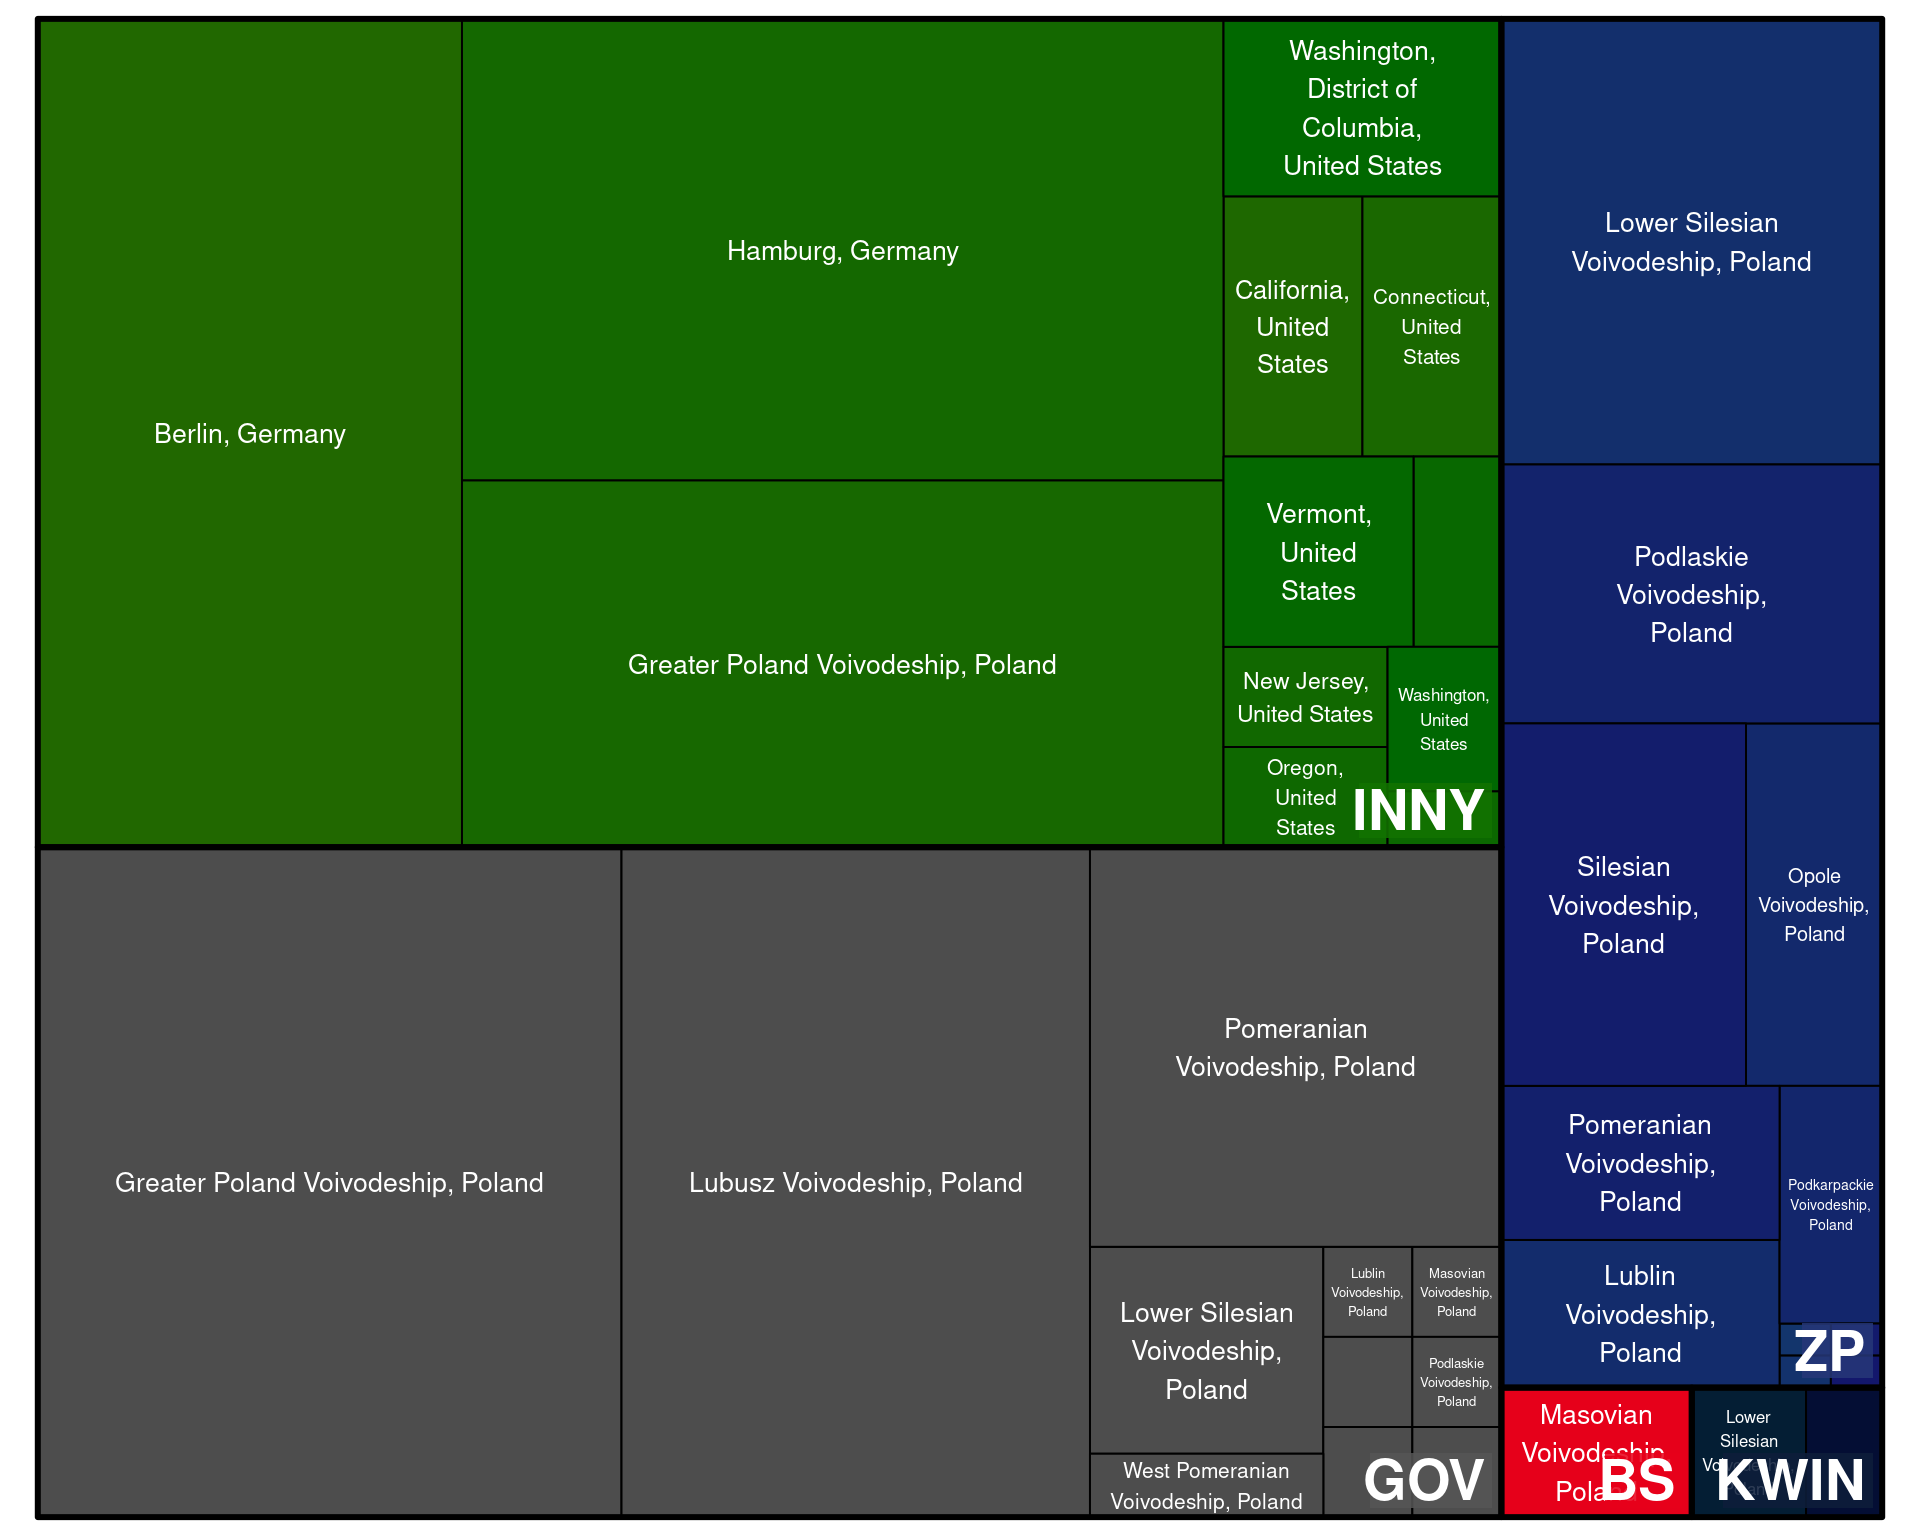 Berlin, Germany
Hamburg, Germany
Greater Poland Voivodeship, Poland
Washington,
District of
Columbia,
United States
California,
United
States
Connecticut,
United
States
Vermont,
United
States
New Jersey,
United States
Washington,
United
States
Oregon,
United
States
INNY
Greater Poland Voivodeship, Poland
Lubusz Voivodeship, Poland
Pomeranian
Voivodeship, Poland
Lower Silesian
Voivodeship,
Poland
West Pomeranian
Voivodeship, Poland
Lublin
Voivodeship,
Poland
Masovian
Voivodeship,
Poland
Podlaskie
Voivodeship,
Poland
GOV
Lower Silesian
Voivodeship, Poland
Podlaskie
Voivodeship,
Poland
Silesian
Voivodeship,
Poland
Opole
Voivodeship,
Poland
Pomeranian
Voivodeship,
Poland
Podkarpackie
Voivodeship,
Poland
Lublin
Voivodeship,
Poland
ZP
Masovian
Voivodeship,
Poland
BS
Lower
Silesian
KWIN